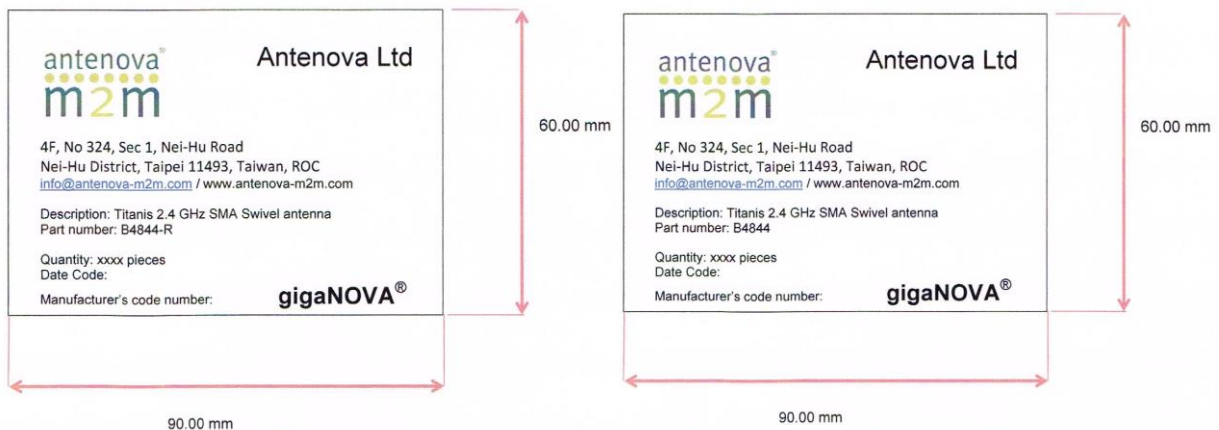 antenova®
m2m
Antenova Ltd
4F, No 324, Sec 1, Nei-Hu Road
Nei-Hu District, Taipei 11493, Taiwan, ROC
info@antenova-m2m.com / www.antenova-m2m.com
Description: Titanis 2.4 GHz SMA Swivel antenna
Part number: B4844-R
Quantity: xxxx pieces
Date Code:
Manufacturer's code number:
gigaNOVA®
60.00 mm
90.00 mm
antenova®
m2m
Antenova Ltd
4F, No 324, Sec 1, Nei-Hu Road
Nei-Hu District, Taipei 11493, Taiwan, ROC
info@antenova-m2m.com / www.antenova-m2m.com
Description: Titanis 2.4 GHz SMA Swivel antenna
Part number: B4844
Quantity: xxxx pieces
Date Code:
Manufacturer's code number:
gigaNOVA®
60.00 mm
90.00 mm